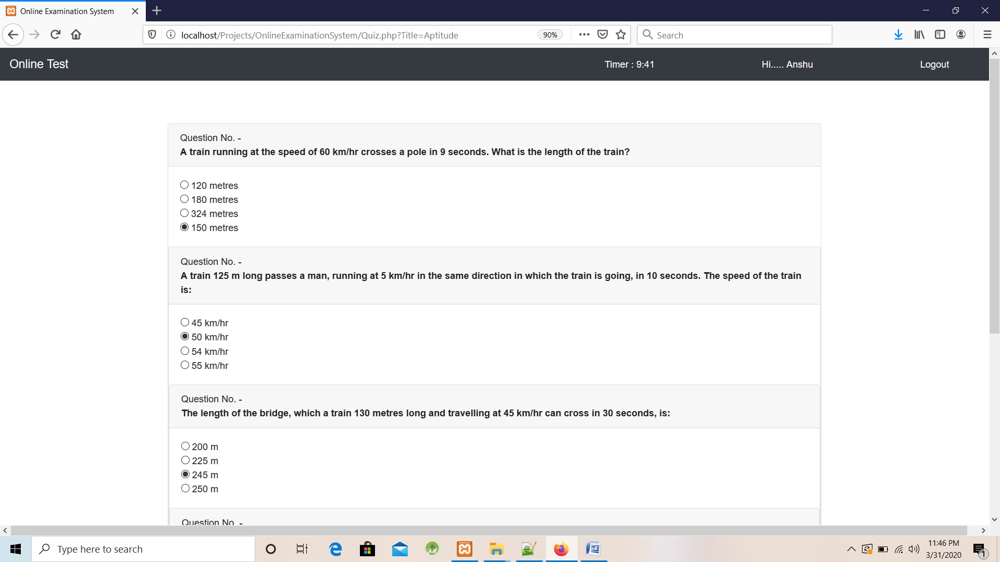 Online Examination System
localhost/Projects/OnlineExaminationSystem/Quiz.php?Title=Aptitude
90%
Search
Online Test
Timer : 9:41
Hi..... Anshu
Logout
Question No. -
A train running at the speed of 60 km/hr crosses a pole in 9 seconds. What is the length of the train?
120 metres
180 metres
324 metres
150 metres
Question No. -
A train 125 m long passes a man, running at 5 km/hr in the same direction in which the train is going, in 10 seconds. The speed of the train
is:
45 km/hr
50 km/hr
54 km/hr
55 km/hr
Question No. -
The length of the bridge, which a train 130 metres long and travelling at 45 km/hr can cross in 30 seconds, is:
200 m
225 m
245 m
250 m
Question No. -
Type here to search
11:46 PM
3/31/2020
1